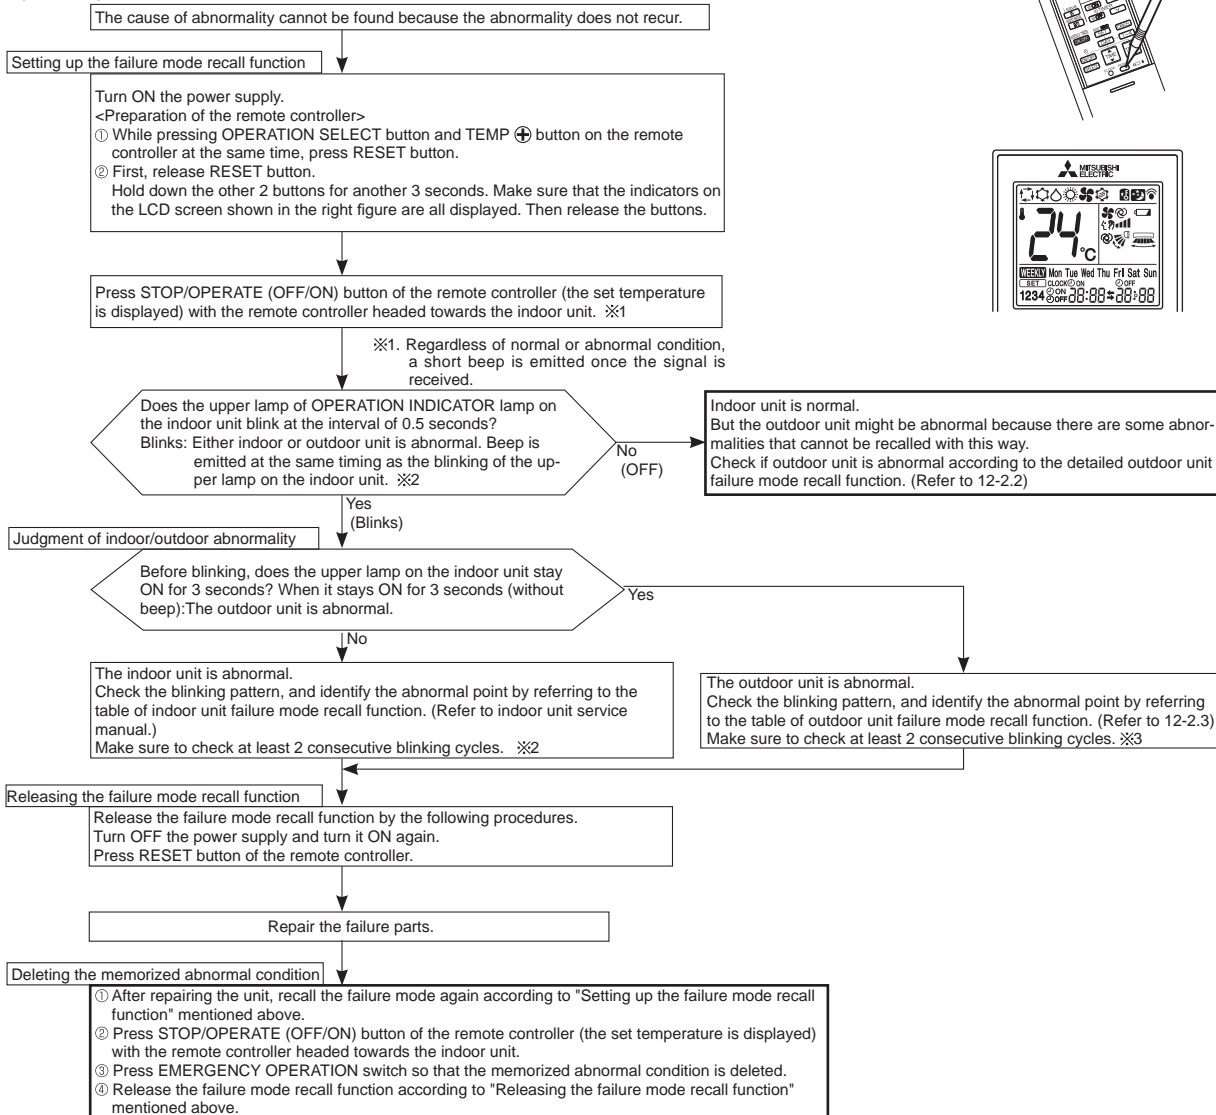 The cause of abnormality cannot be found because the abnormality does not recur.
Setting up the failure mode recall function
Turn ON the power supply.
<Preparation of the remote controller>
① While pressing OPERATION SELECT button and TEMP ⊕ button on the remote
controller at the same time, press RESET button.
② First, release RESET button.
Hold down the other 2 buttons for another 3 seconds. Make sure that the indicators on
the LCD screen shown in the right figure are all displayed. Then release the buttons.
MITSUBISHI
ELECTRIC
24°C
WEEKLY Mon Tue Wed Thu Fri Sat Sun
SET CLOCK ON OFF
1234 ON OFF 88:88 88:88
Press STOP/OPERATE (OFF/ON) button of the remote controller (the set temperature
is displayed) with the remote controller headed towards the indoor unit. ※1
※1. Regardless of normal or abnormal condition,
a short beep is emitted once the signal is
received.
Does the upper lamp of OPERATION INDICATOR lamp on
the indoor unit blink at the interval of 0.5 seconds?
Blinks: Either indoor or outdoor unit is abnormal. Beep is
emitted at the same timing as the blinking of the up-
per lamp on the indoor unit. ※2
No
(OFF)
Indoor unit is normal.
But the outdoor unit might be abnormal because there are some abnor-
malities that cannot be recalled with this way.
Check if outdoor unit is abnormal according to the detailed outdoor unit
failure mode recall function. (Refer to 12-2.2)
Yes
(Blinks)
Judgment of indoor/outdoor abnormality
Before blinking, does the upper lamp on the indoor unit stay
ON for 3 seconds? When it stays ON for 3 seconds (without
beep):The outdoor unit is abnormal.
Yes
No
The indoor unit is abnormal.
Check the blinking pattern, and identify the abnormal point by referring to the
table of indoor unit failure mode recall function. (Refer to indoor unit service
manual.)
Make sure to check at least 2 consecutive blinking cycles. ※2
The outdoor unit is abnormal.
Check the blinking pattern, and identify the abnormal point by referring
to the table of outdoor unit failure mode recall function. (Refer to 12-2.3)
Make sure to check at least 2 consecutive blinking cycles. ※3
Releasing the failure mode recall function
Release the failure mode recall function by the following procedures.
Turn OFF the power supply and turn it ON again.
Press RESET button of the remote controller.
Repair the failure parts.
Deleting the memorized abnormal condition
① After repairing the unit, recall the failure mode again according to "Setting up the failure mode recall
function" mentioned above.
② Press STOP/OPERATE (OFF/ON) button of the remote controller (the set temperature is displayed)
with the remote controller headed towards the indoor unit.
③ Press EMERGENCY OPERATION switch so that the memorized abnormal condition is deleted.
④ Release the failure mode recall function according to "Releasing the failure mode recall function"
mentioned above.